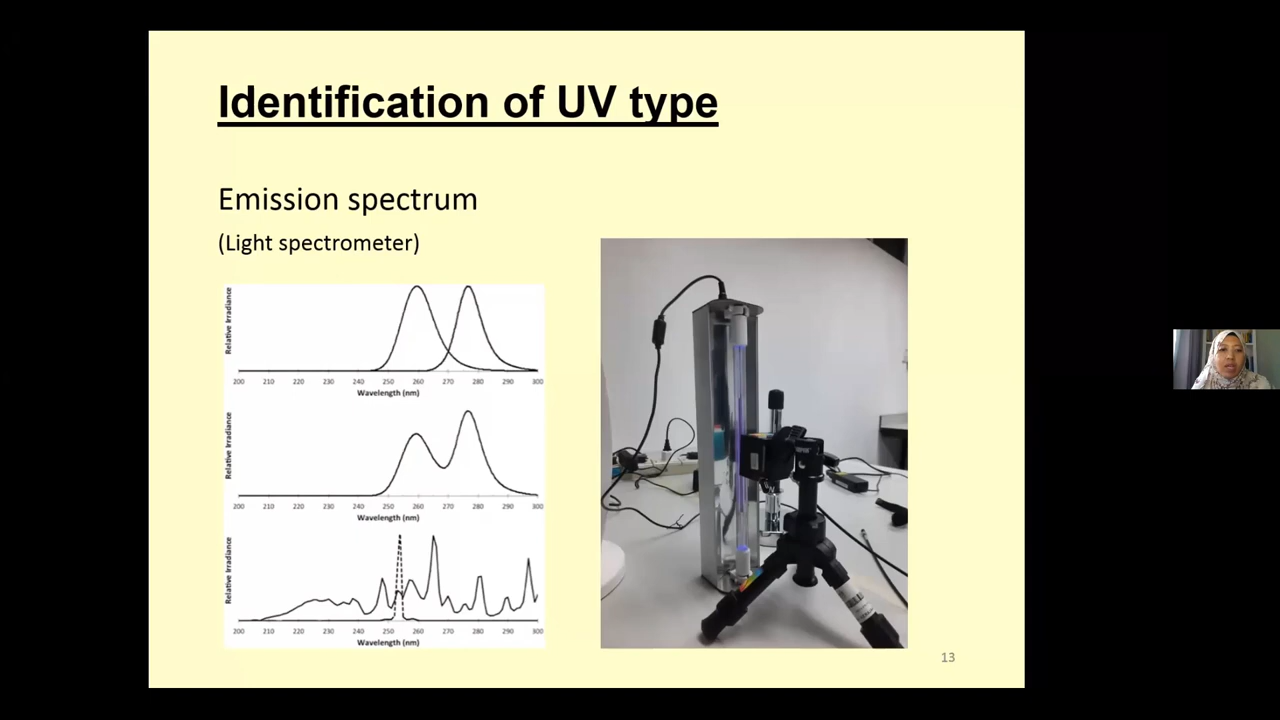 Identification of UV type
Emission spectrum
(Light spectrometer)
Relative Irradiance
200 210 220 230 240 250 260 270 280 290 300
Wavelength (nm)
Relative Irradiance
200 210 220 230 240 250 260 270 280 290 300
Wavelength (nm)
Relative Irradiance
200 210 220 230 240 250 260 270 280 290 300
Wavelength (nm)
13